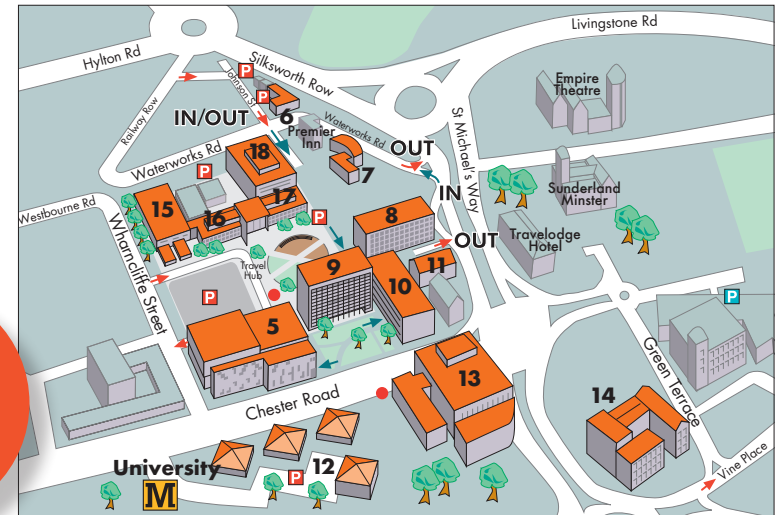 Livingstone Rd
Hylton Rd
Silksworth Row
P
Johnson St
P
Empire
Theatre
Railway Row
IN/OUT
6
Premier
Inn
Waterworks Rd
St Michael's Way
OUT
Waterworks Rd
18
7
P
IN
Sunderland
Minster
15
16
17
P
8
Westbourne Rd
Wharncliffe Street
OUT
Travelodge
Hotel
Travel
Hub
9
10
11
P
P
5
Green Terrace
13
14
Chester Road
University
M
12
P
Vine Place